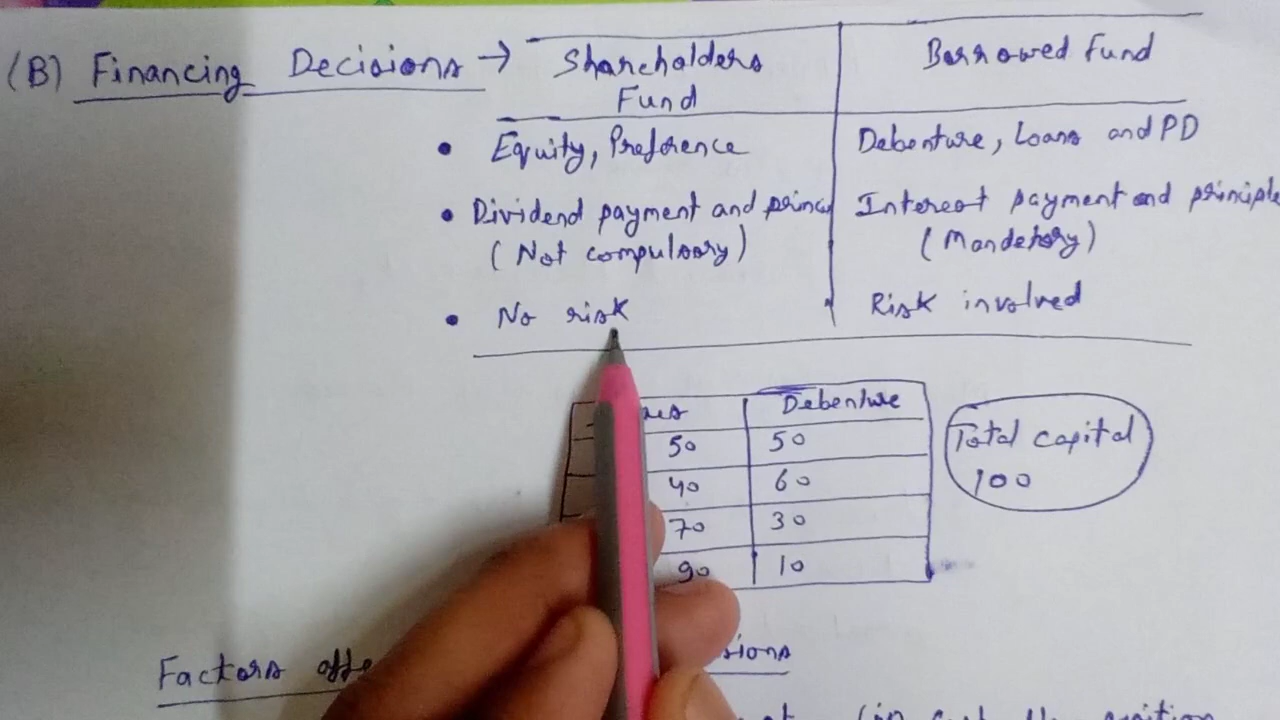 (B) Financing Decisions → Shareholders Fund | Borrowed Fund
• Equity, Preference | Debenture, Loans and PD
• Dividend payment and princi | Interest payment and principle
(Not compulsory) | (Mandetory)
• No risk | Risk involved
Debenture
50 | 50
40 | 60
70 | 30
90 | 10
Total capital
100
Factors